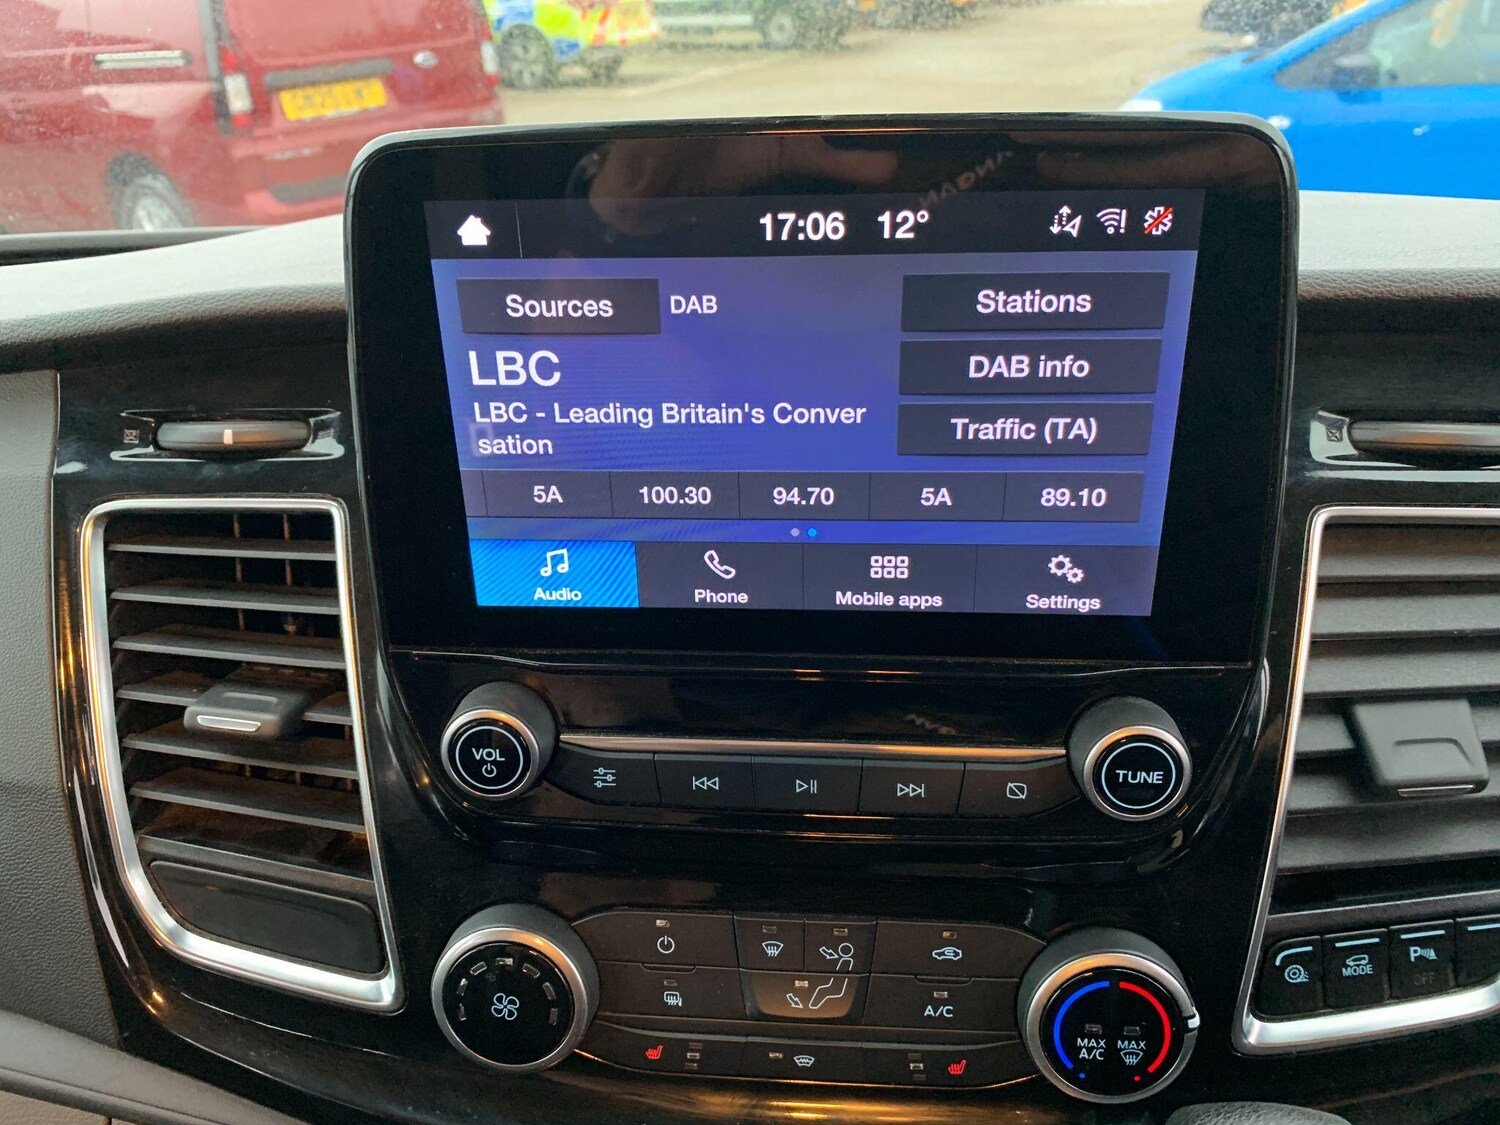 17:06 12°
Sources DAB Stations
LBC
DAB info
LBC - Leading Britain's Conver
sation
Traffic (TA)
5A 100.30 94.70 5A 89.10
Audio Phone Mobile apps Settings
VOL
TUNE
MODE
OFF
A/C
MAX
A/C
MAX